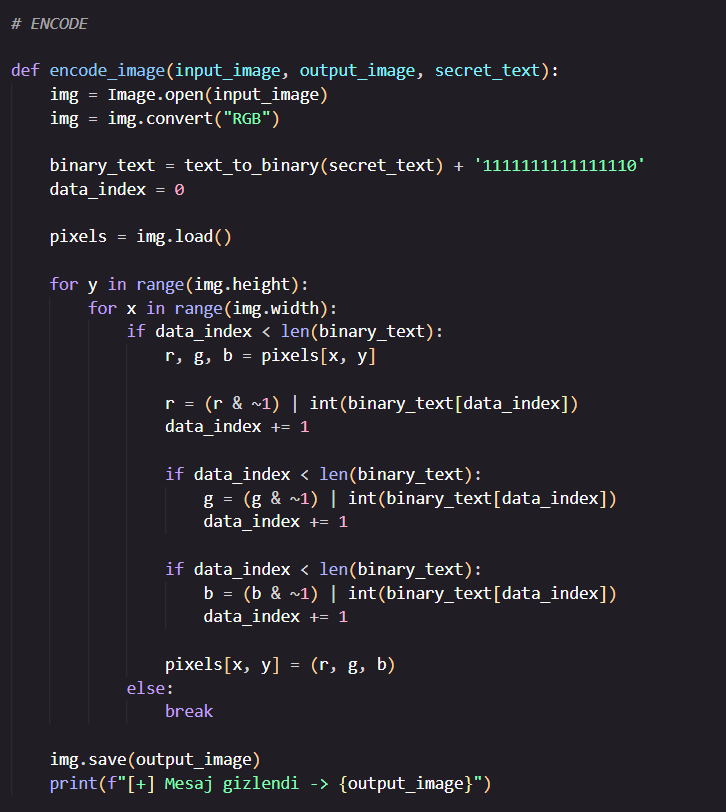 # ENCODE
def encode_image(input_image, output_image, secret_text):
    img = Image.open(input_image)
    img = img.convert("RGB")
    binary_text = text_to_binary(secret_text) + '1111111111111110'
    data_index = 0
    pixels = img.load()
    for y in range(img.height):
        for x in range(img.width):
            if data_index < len(binary_text):
                r, g, b = pixels[x, y]
                r = (r & ~1) | int(binary_text[data_index])
                data_index += 1
                if data_index < len(binary_text):
                    g = (g & ~1) | int(binary_text[data_index])
                    data_index += 1
                if data_index < len(binary_text):
                    b = (b & ~1) | int(binary_text[data_index])
                    data_index += 1
                pixels[x, y] = (r, g, b)
            else:
                break
    img.save(output_image)
    print(f"[+] Mesaj gizlendi -> {output_image}")